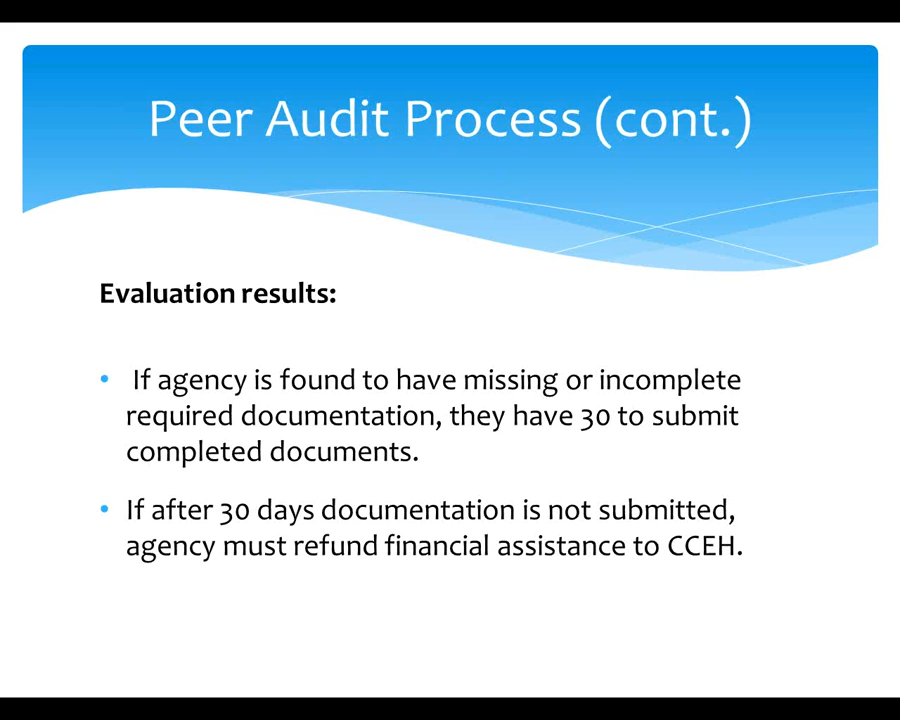 Peer Audit Process (cont.)
Evaluation results:
• If agency is found to have missing or incomplete
required documentation, they have 30 to submit
completed documents.
• If after 30 days documentation is not submitted,
agency must refund financial assistance to CCEH.